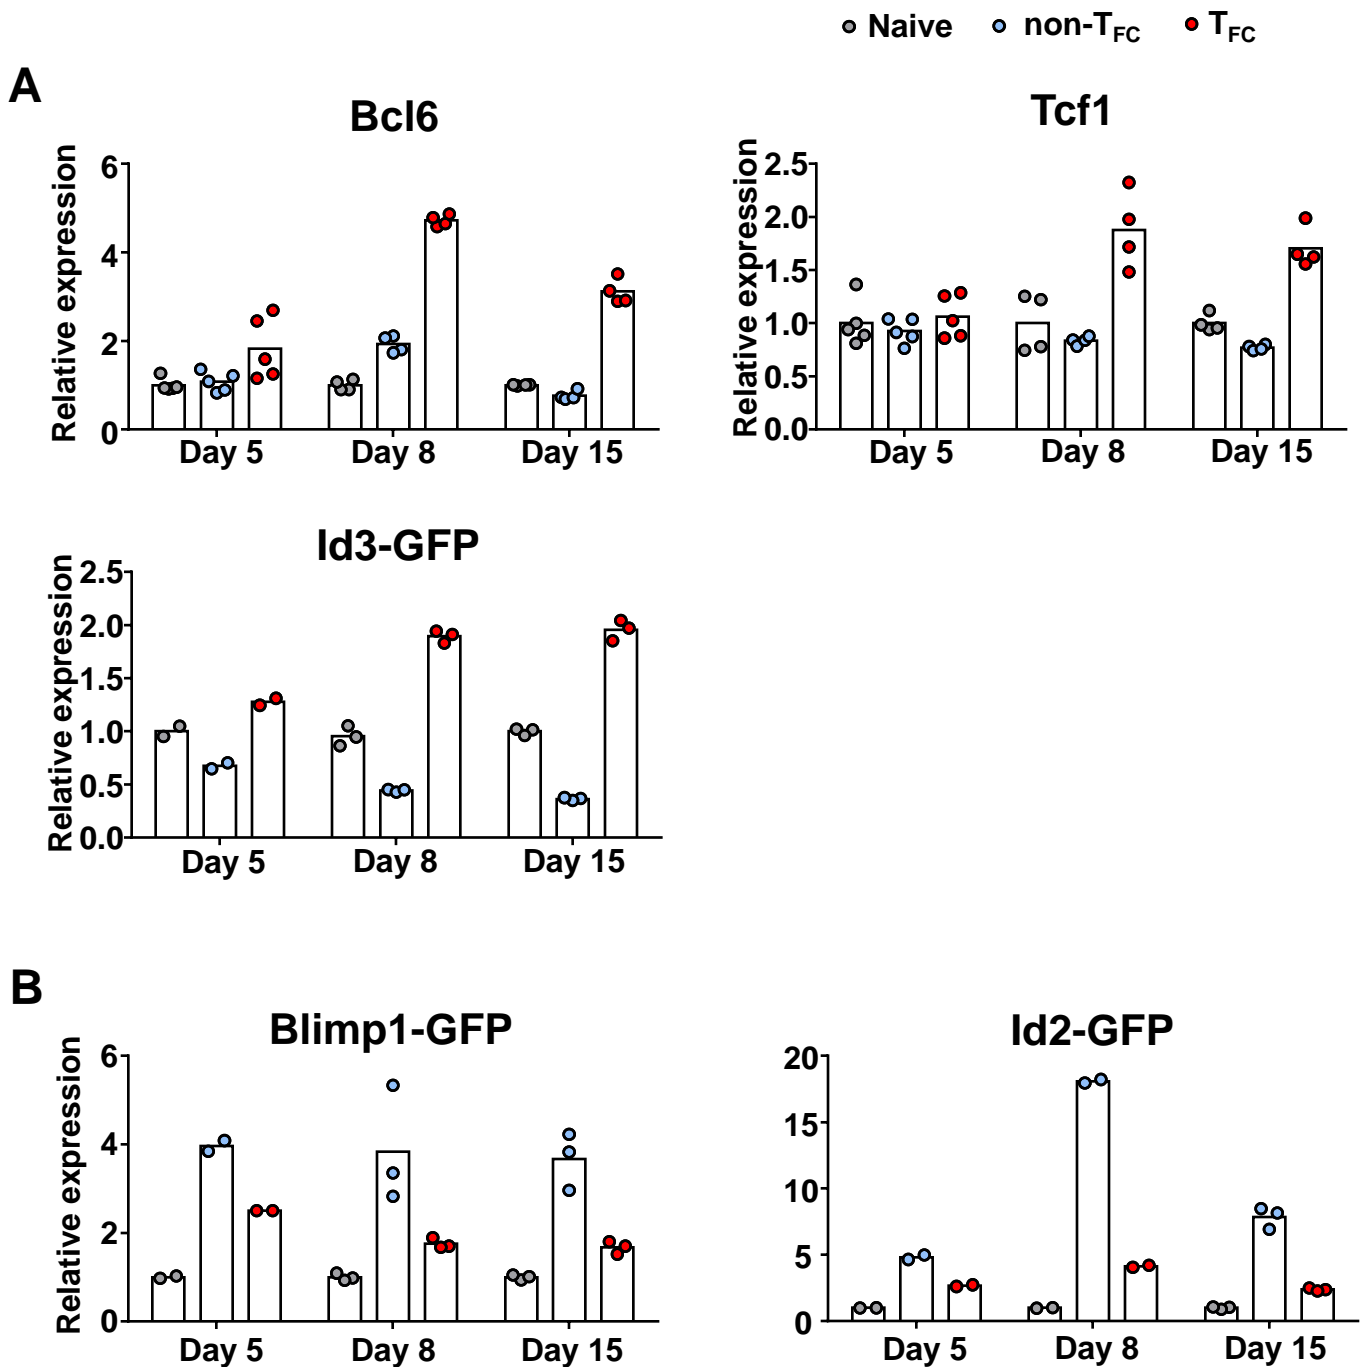 Naive non-TFC TFC
A
Bcl6
Relative expression
6
4
2
0
Day 5 Day 8 Day 15
Tcf1
Relative expression
2.5
2.0
1.5
1.0
0.5
0.0
Day 5 Day 8 Day 15
Id3-GFP
Relative expression
2.5
2.0
1.5
1.0
0.5
0.0
Day 5 Day 8 Day 15
B
Blimp1-GFP
Relative expression
6
4
2
0
Day 5 Day 8 Day 15
Id2-GFP
20
15
10
5
0
Day 5 Day 8 Day 15